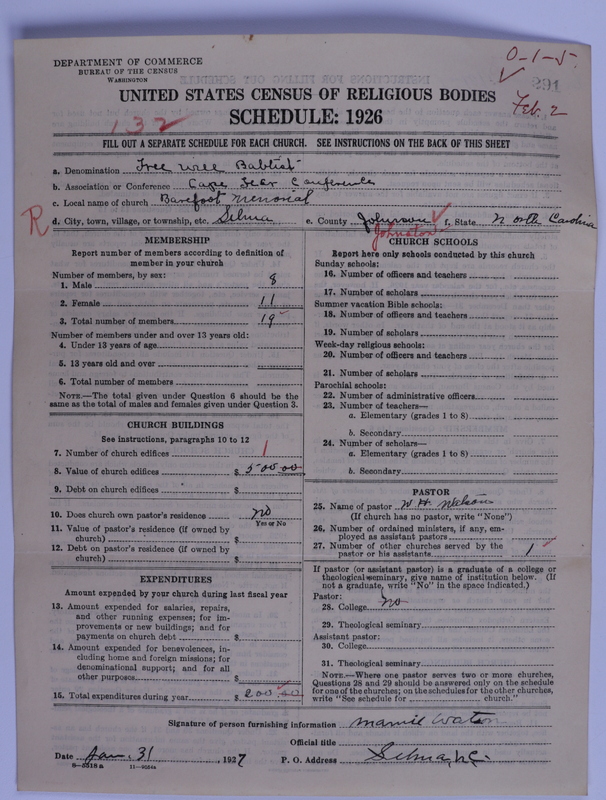 DEPARTMENT OF COMMERCE
BUREAU OF THE CENSUS
WASHINGTON
0-1-5
291
UNITED STATES CENSUS OF RELIGIOUS BODIES
Feb. 2
SCHEDULE: 1926
132
FILL OUT A SEPARATE SCHEDULE FOR EACH CHURCH. SEE INSTRUCTIONS ON THE BACK OF THIS SHEET
a. Denomination Free Will Babtist
b. Association or Conference Cape Fear Conference
c. Local name of church Barefoot Memorial
R
d. City, town, village, or township, etc. Selma e. County Johnson f. State North Carolina
Johnston
MEMBERSHIP
Report number of members according to definition of
member in your church
Number of members, by sex:
1. Male 8
2. Female 11
3. Total number of members 19
Number of members under and over 13 years old:
4. Under 13 years of age
5. 13 years old and over
6. Total number of members
NOTE.—The total given under Question 6 should be the
same as the total of males and females given under Question 3.
CHURCH BUILDINGS
See instructions, paragraphs 10 to 12
7. Number of church edifices 1
8. Value of church edifices $ 500.00
9. Debt on church edifices $
10. Does church own pastor's residence no
Yes or No
11. Value of pastor's residence (if owned by
church) $
12. Debt on pastor's residence (if owned by
church) $
EXPENDITURES
Amount expended by your church during last fiscal year
13. Amount expended for salaries, repairs,
and other running expenses; for im-
provements or new buildings; and for
payments on church debt $
14. Amount expended for benevolences, in-
cluding home and foreign missions; for
denominational support; and for all
other purposes $
15. Total expenditures during year $ 200.00
CHURCH SCHOOLS
Report here only schools conducted by this church
Sunday schools:
16. Number of officers and teachers
17. Number of scholars
Summer vacation Bible schools:
18. Number of officers and teachers
19. Number of scholars
Week-day religious schools:
20. Number of officers and teachers
21. Number of scholars
Parochial schools:
22. Number of administrative officers
23. Number of teachers—
a. Elementary (grades 1 to 8)
b. Secondary
24. Number of scholars—
a. Elementary (grades 1 to 8)
b. Secondary
PASTOR
25. Name of pastor W. H. Watson
(If church has no pastor, write "None")
26. Number of ordained ministers, if any, em-
ployed as assistant pastors
27. Number of other churches served by the
pastor or his assistants 1
If pastor (or assistant pastor) is a graduate of a college or
theological seminary, give name of institution below. (If
not a graduate, write "No" in the space indicated.)
Pastor:
28. College no
29. Theological seminary
Assistant pastor:
30. College
31. Theological seminary
NOTE.—Where one pastor serves two or more churches,
Questions 28 and 29 should be answered only on the schedule
for one of the churches; on the schedules for the other churches,
write "See schedule for church."
Signature of person furnishing information Mamie Watson
Official title
Date Jan. 31, 1927 P. O. Address Selma, N.C.
8-5518 a 11-9034a